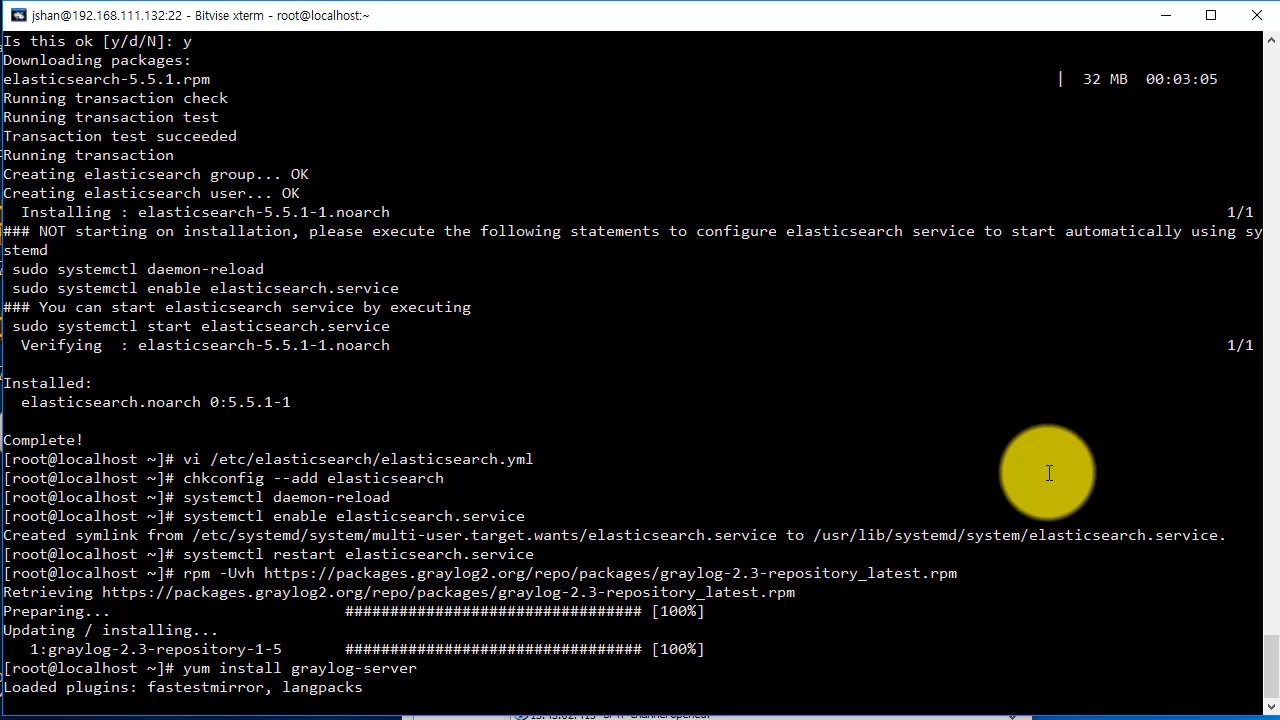 jshan@192.168.111.132:22 - Bitvise xterm - root@localhost:~
Is this ok [y/d/N]: y
Downloading packages:
elasticsearch-5.5.1.rpm | 32 MB 00:03:05
Running transaction check
Running transaction test
Transaction test succeeded
Running transaction
Creating elasticsearch group... OK
Creating elasticsearch user... OK
Installing : elasticsearch-5.5.1-1.noarch 1/1
### NOT starting on installation, please execute the following statements to configure elasticsearch service to start automatically using sy
stemd
sudo systemctl daemon-reload
sudo systemctl enable elasticsearch.service
### You can start elasticsearch service by executing
sudo systemctl start elasticsearch.service
Verifying : elasticsearch-5.5.1-1.noarch 1/1
Installed:
elasticsearch.noarch 0:5.5.1-1
Complete!
[root@localhost ~]# vi /etc/elasticsearch/elasticsearch.yml
[root@localhost ~]# chkconfig --add elasticsearch
[root@localhost ~]# systemctl daemon-reload
[root@localhost ~]# systemctl enable elasticsearch.service
Created symlink from /etc/systemd/system/multi-user.target.wants/elasticsearch.service to /usr/lib/systemd/system/elasticsearch.service.
[root@localhost ~]# systemctl restart elasticsearch.service
[root@localhost ~]# rpm -Uvh https://packages.graylog2.org/repo/packages/graylog-2.3-repository_latest.rpm
Retrieving https://packages.graylog2.org/repo/packages/graylog-2.3-repository_latest.rpm
Preparing... ################################# [100%]
Updating / installing...
1:graylog-2.3-repository-1-5 ################################# [100%]
[root@localhost ~]# yum install graylog-server
Loaded plugins: fastestmirror, langpacks